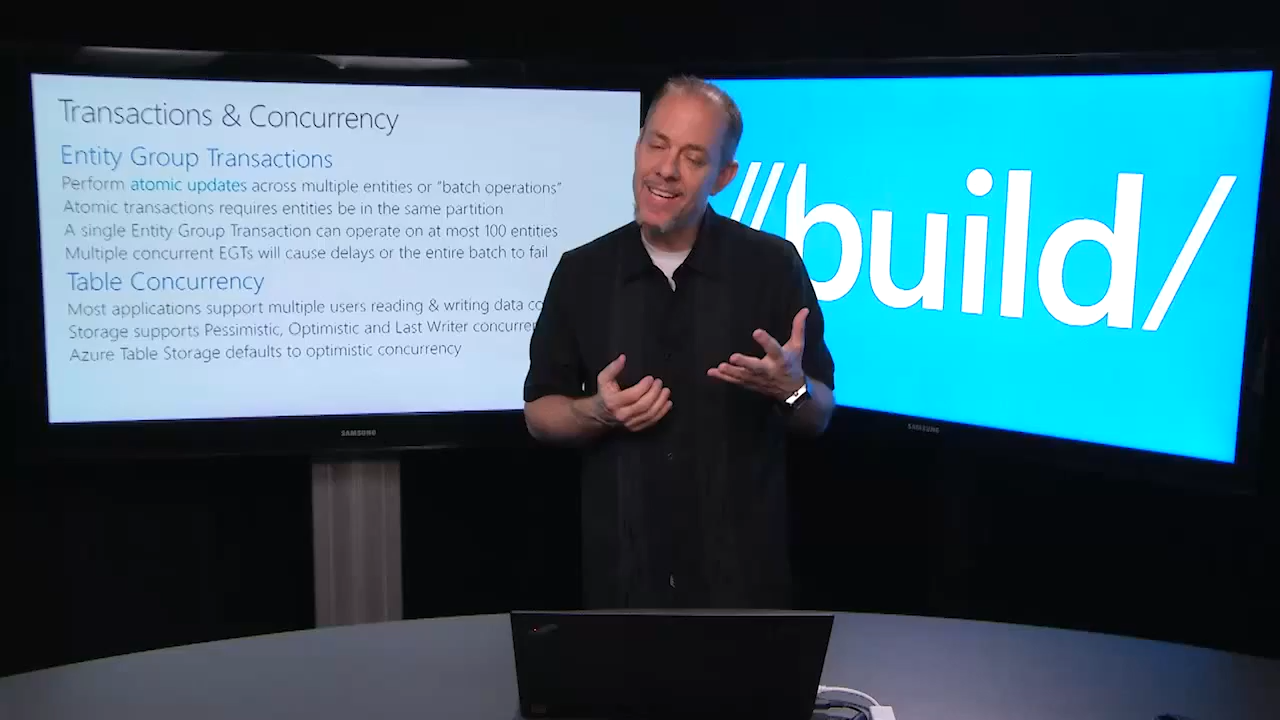 Transactions & Concurrency
Entity Group Transactions
Perform atomic updates across multiple entities or “batch operations”
Atomic transactions requires entities be in the same partition
A single Entity Group Transaction can operate on at most 100 entities
Multiple concurrent EGTs will cause delays or the entire batch to fail
Table Concurrency
Most applications support multiple users reading & writing data
Storage supports Pessimistic, Optimistic and Last Writer
Azure Table Storage defaults to optimistic concurrency
SAMSUNG
//build/
SAMSUNG